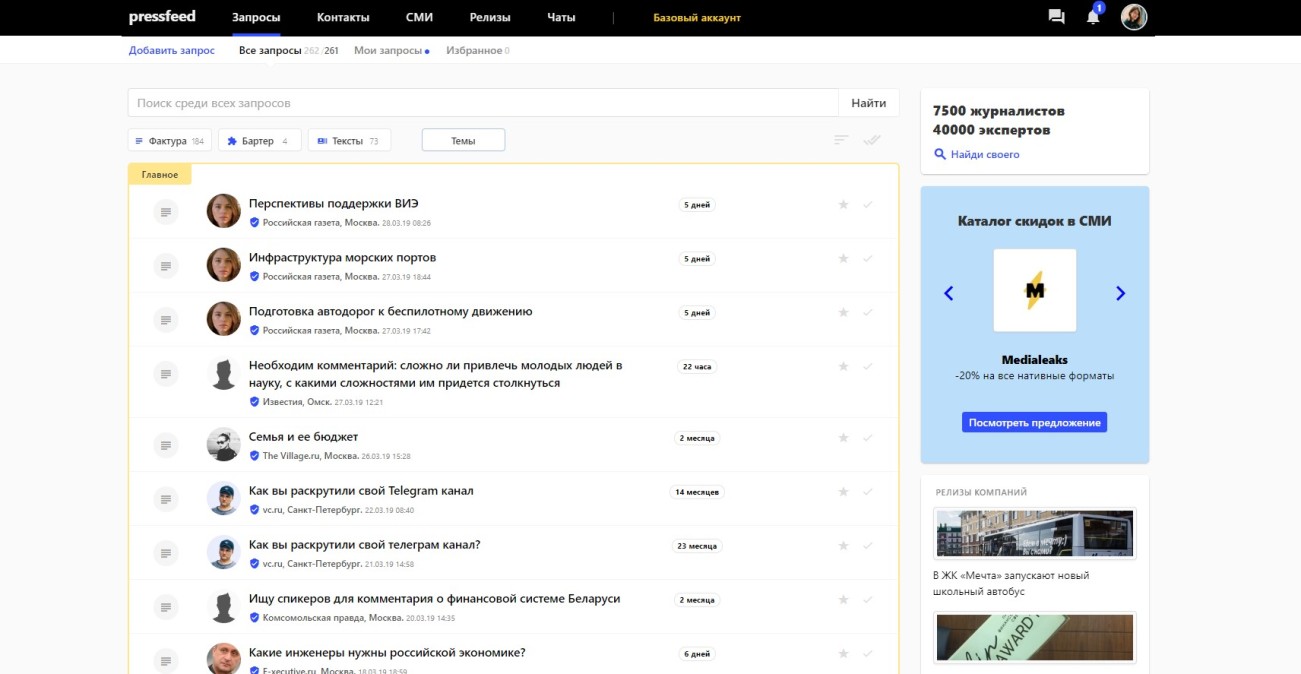 pressfeed Запросы Контакты СМИ Релизы Чаты Базовый аккаунт 1
Добавить запрос Все запросы 262 /261 Мои запросы Избранное 0
Поиск среди всех запросов Найти
Фактура 184 Бартер 4 Тексты 73 Темы
Главное
Перспективы поддержки ВИЭ 5 дней
Российская газета, Москва. 28.03.19 08:26
Инфраструктура морских портов 5 дней
Российская газета, Москва. 27.03.19 18:44
Подготовка автодорог к беспилотному движению 5 дней
Российская газета, Москва. 27.03.19 17:42
Необходим комментарий: сложно ли привлечь молодых людей в 22 часа
науку, с какими сложностями им придется столкнуться
Известия, Омск. 27.03.19 12:21
Семья и ее бюджет 2 месяца
The Village.ru, Москва. 26.03.19 15:28
Как вы раскрутили свой Telegram канал 14 месяцев
vc.ru, Санкт-Петербург. 22.03.19 08:40
Как вы раскрутили свой телеграм канал? 23 месяца
vc.ru, Санкт-Петербург. 21.03.19 14:58
Ищу спикеров для комментария о финансовой системе Беларуси 2 месяца
Комсомольская правда, Москва. 20.03.19 14:35
Какие инженеры нужны российской экономике? 6 дней
E-xecutive.ru, Москва. 18.03.19 18:59
7500 журналистов
40000 экспертов
Найди своего
Каталог скидок в СМИ
M
Medialeaks
-20% на все нативные форматы
Посмотреть предложение
РЕЛИЗЫ КОМПАНИЙ
В ЖК «Мечта» запускают новый
школьный автобус
AWARD